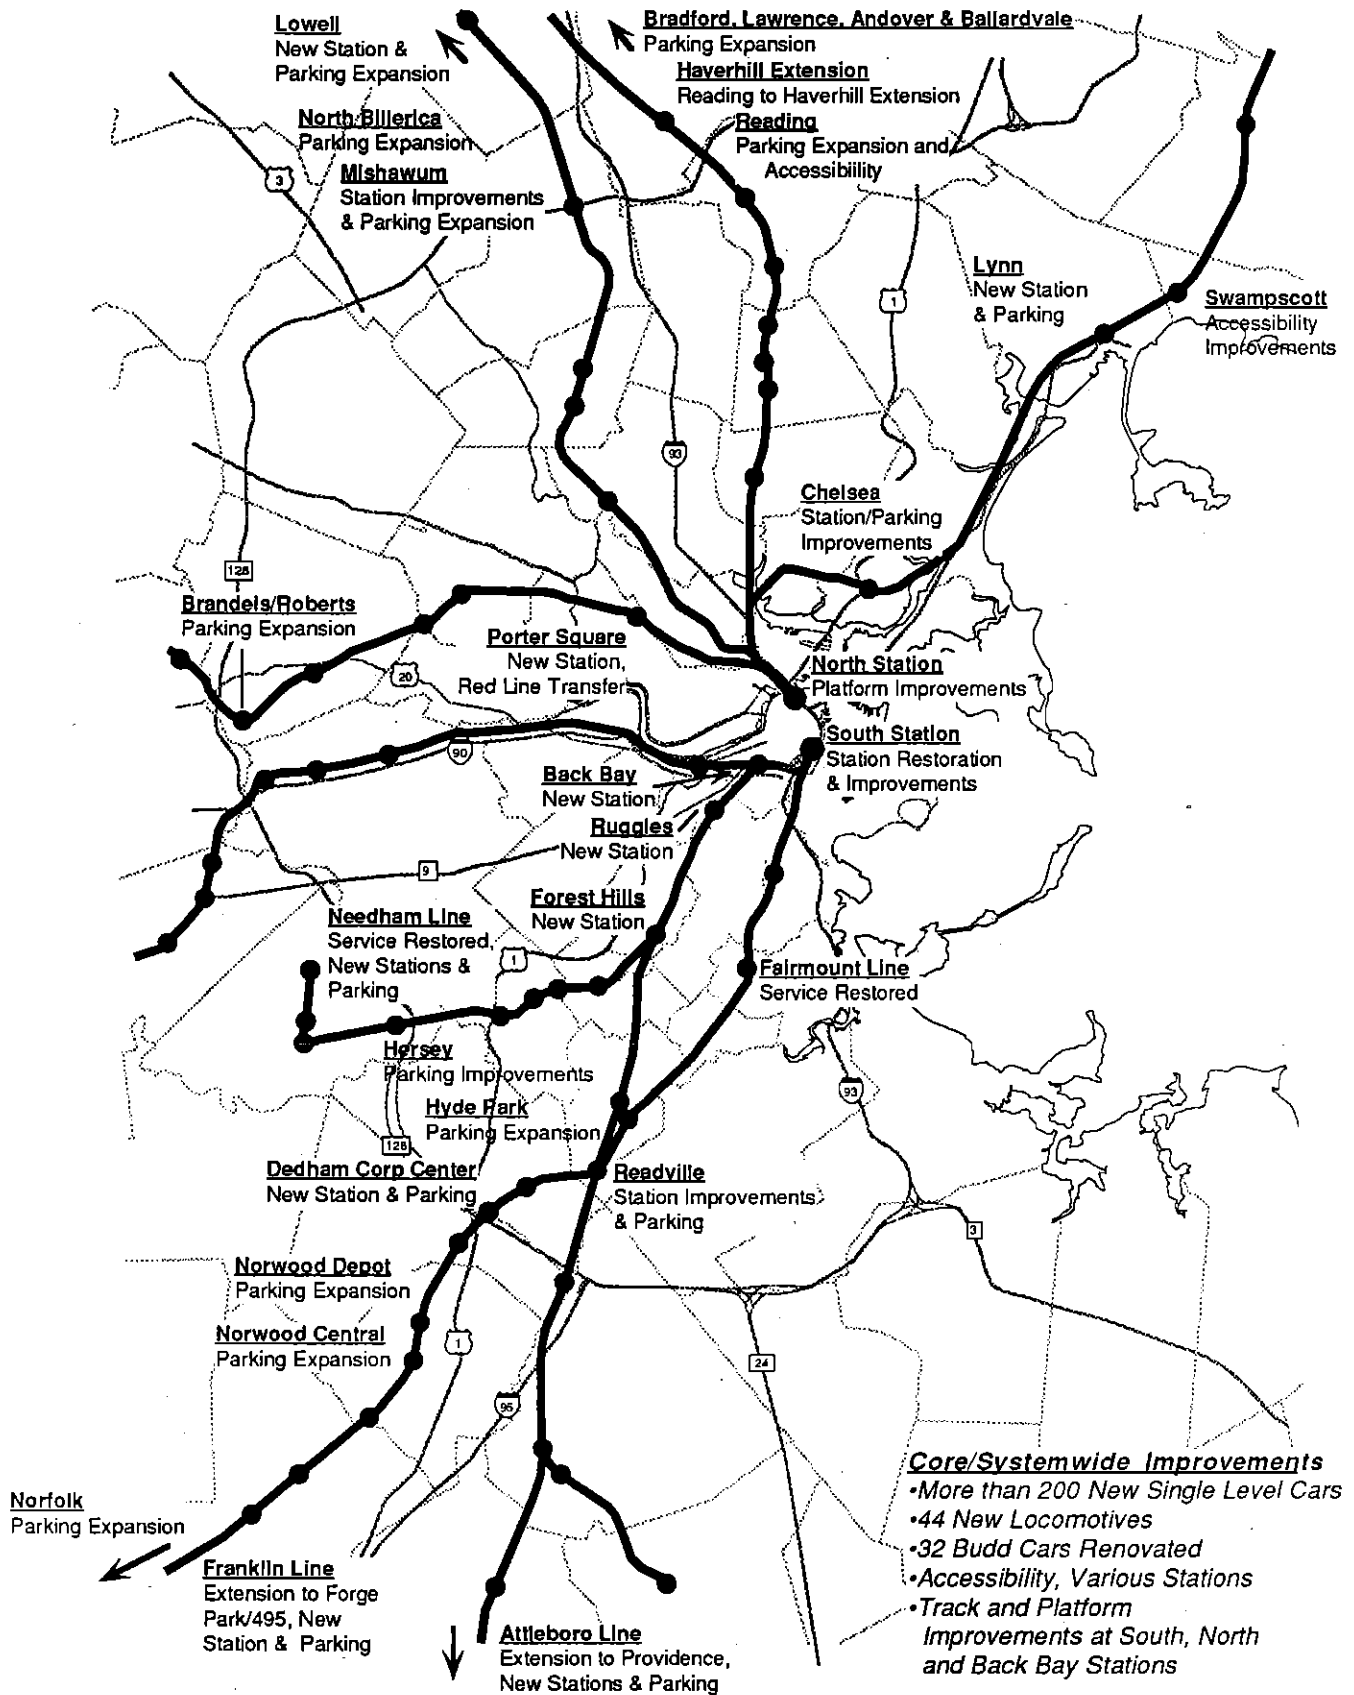 Lowell
New Station &
Parking Expansion
Bradford, Lawrence, Andover & Ballardvale
Parking Expansion
Haverhill Extension
Reading to Haverhill Extension
North Billerica
Parking Expansion
Reading
Parking Expansion and
Accessibiility
Mishawum
Station Improvements
& Parking Expansion
3
Lynn
New Station
& Parking
1
Swampscott
Accessibility
Improvements
93
Chelsea
Station/Parking
Improvements
128
Brandeis/Roberts
Parking Expansion
Porter Square
New Station,
Red Line Transfer
20
North Station
Platform Improvements
South Station
Station Restoration
& Improvements
90
Back Bay
New Station
Ruggles
New Station
9
Forest Hills
New Station
Needham Line
Service Restored,
New Stations &
Parking
1
Fairmount Line
Service Restored
Hersey
Parking Improvements
93
Hyde Park
Parking Expansion
128
Dedham Corp Center
New Station & Parking
Readville
Station Improvements
& Parking
3
Norwood Depot
Parking Expansion
Norwood Central
Parking Expansion
1
24
95
Norfolk
Parking Expansion
Franklin Line
Extension to Forge
Park/495, New
Station & Parking
Attleboro Line
Extension to Providence,
New Stations & Parking
Core/Systemwide Improvements
•More than 200 New Single Level Cars
•44 New Locomotives
•32 Budd Cars Renovated
•Accessibility, Various Stations
•Track and Platform
Improvements at South, North
and Back Bay Stations